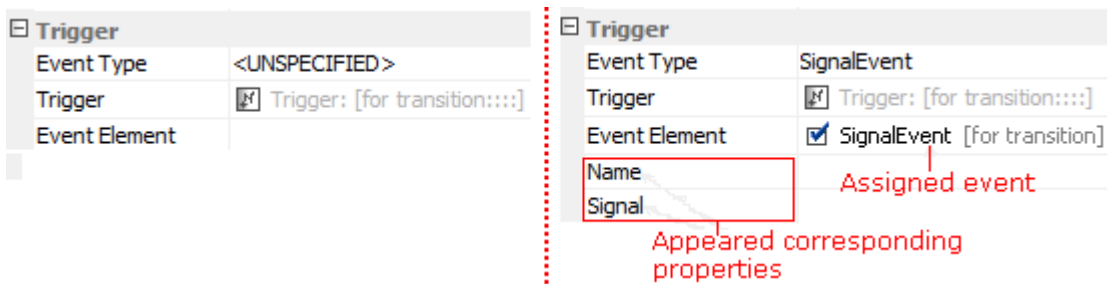 Trigger
Event Type <UNSPECIFIED>
Trigger Trigger: [for transition::::]
Event Element
Trigger
Event Type SignalEvent
Trigger Trigger: [for transition::::]
Event Element SignalEvent [for transition]
Name
Assigned event
Signal
Appeared corresponding
properties